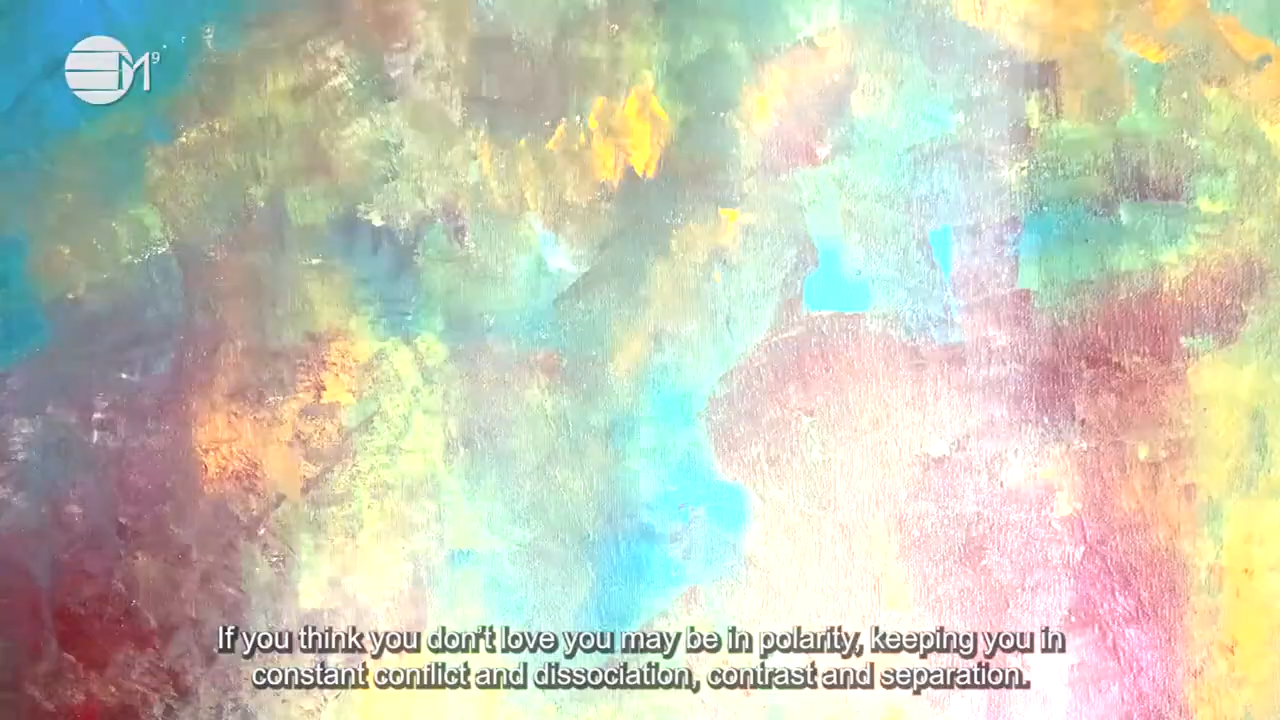 EM9
If you think you don't love you may be in polarity, keeping you in
constant conflict and dissociation, contrast and separation.